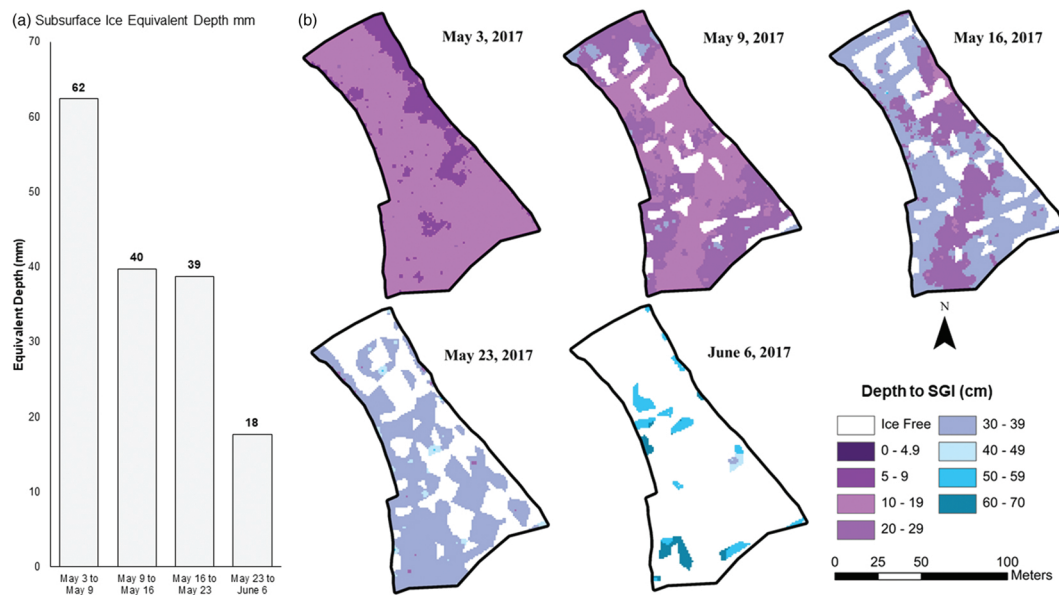 (a) Subsurface Ice Equivalent Depth mm
70
60
50
40
30
20
10
0
Equivalent Depth (mm)
62
40
39
18
May 3 to
May 9
May 9 to
May 16
May 16 to
May 23
May 23 to
June 6
(b)
May 3, 2017
May 9, 2017
May 16, 2017
May 23, 2017
June 6, 2017
N
Depth to SGI (cm)
Ice Free
0 - 4.9
5 - 9
10 - 19
20 - 29
30 - 39
40 - 49
50 - 59
60 - 70
0 25 50 100
Meters